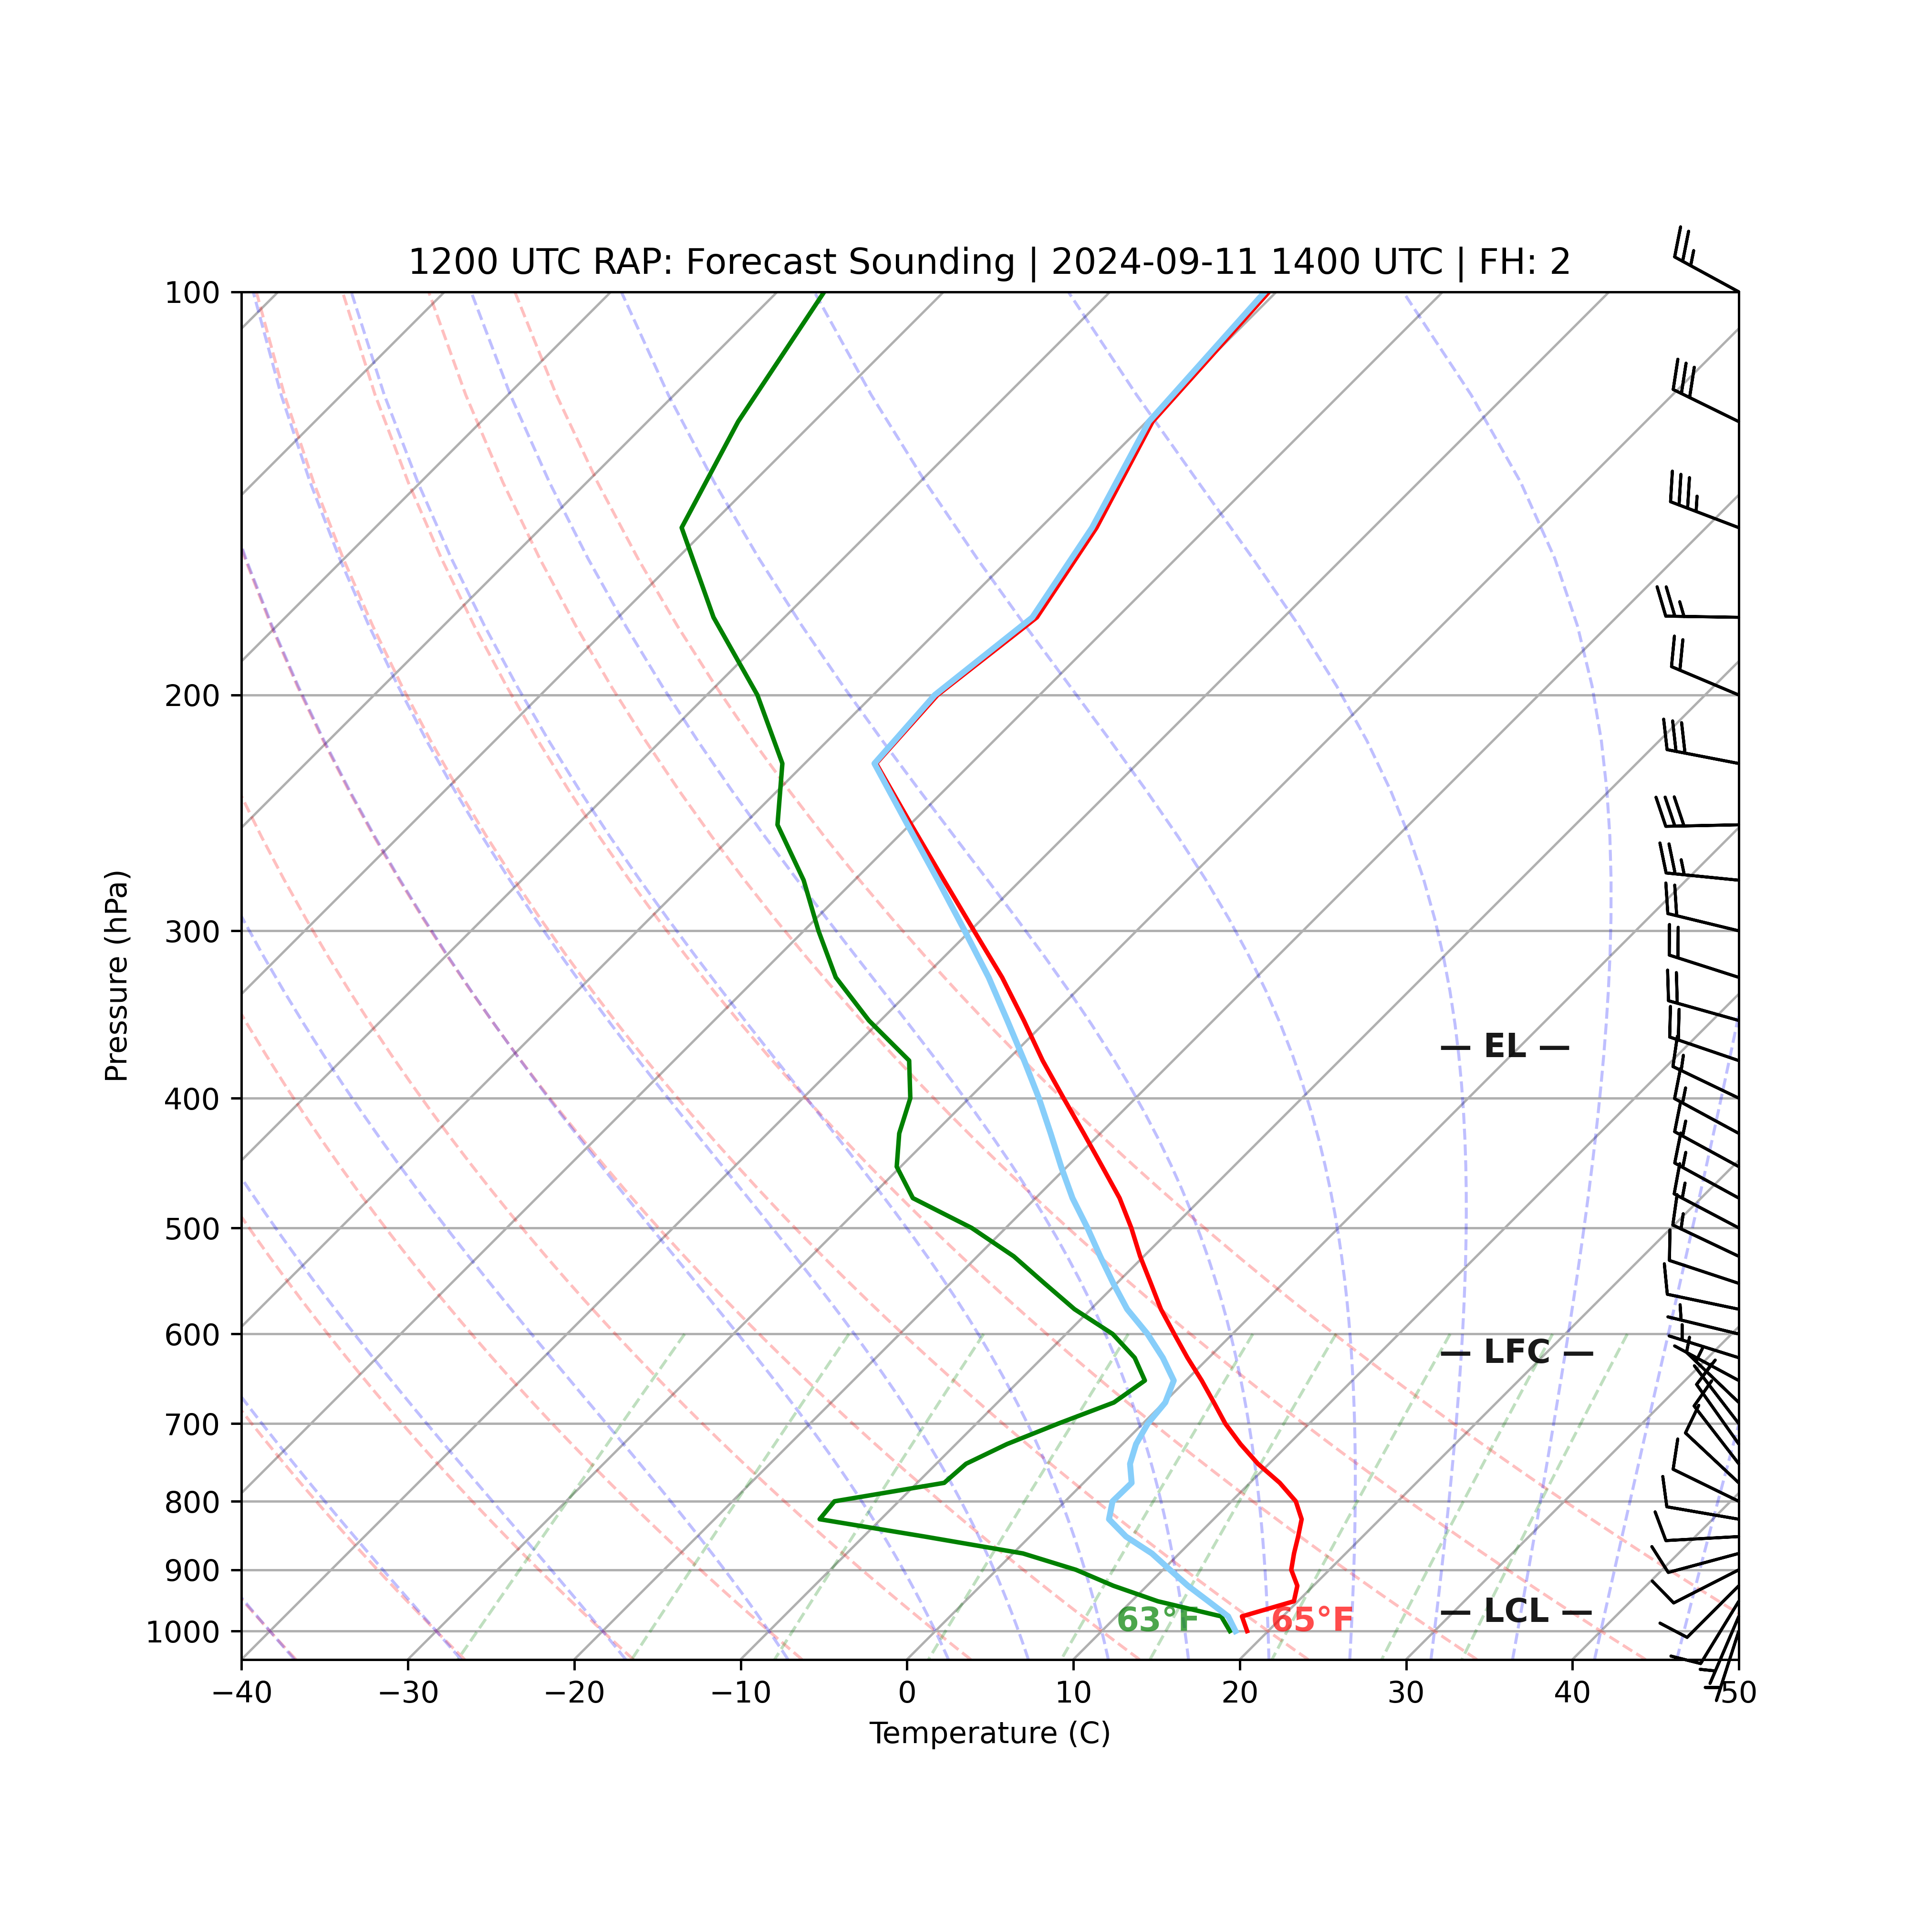 1200 UTC RAP: Forecast Sounding | 2024-09-11 1400 UTC | FH: 2
100
200
300
400
500
600
700
800
900
1000
Pressure (hPa)
— EL —
— LFC —
— LCL —
63°F
65°F
−40 −30 −20 −10 0 10 20 30 40 50
Temperature (C)